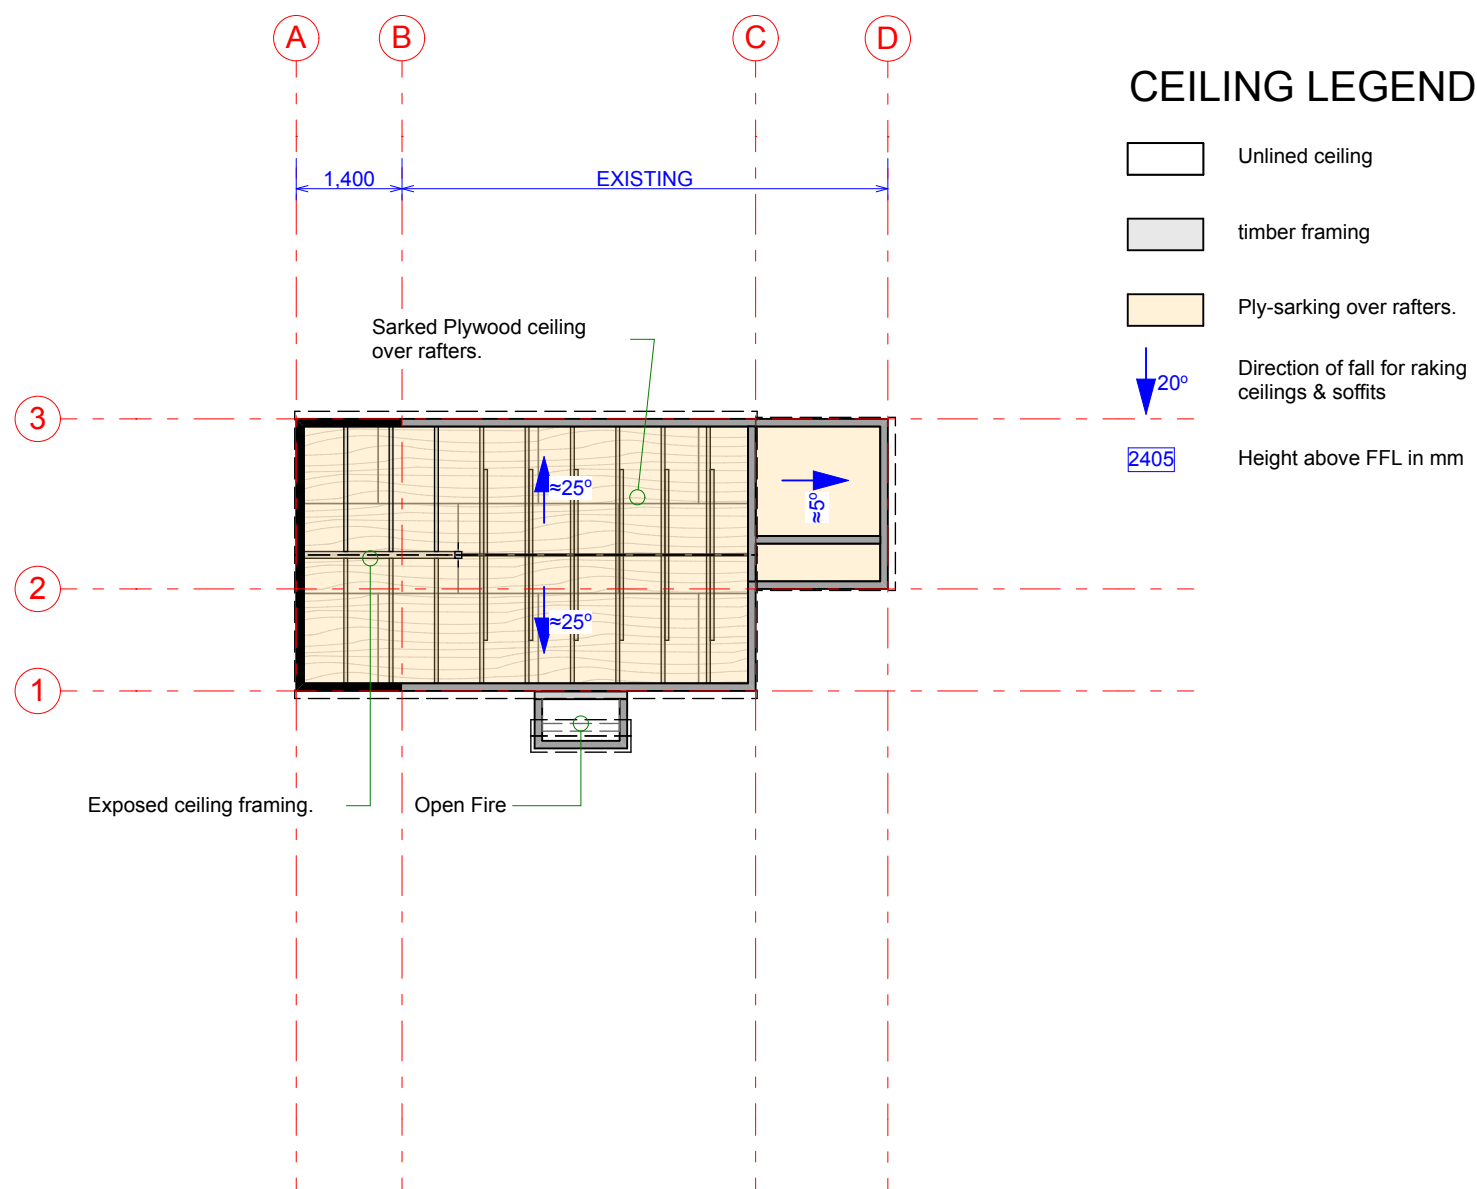 A
B
C
D
CEILING LEGEND
Unlined ceiling
1,400
EXISTING
timber framing
Ply-sarking over rafters.
Sarked Plywood ceiling
over rafters.
20º
Direction of fall for raking
ceilings & soffits
3
2405
Height above FFL in mm
≈25º
≈5º
2
≈25º
1
Exposed ceiling framing.
Open Fire